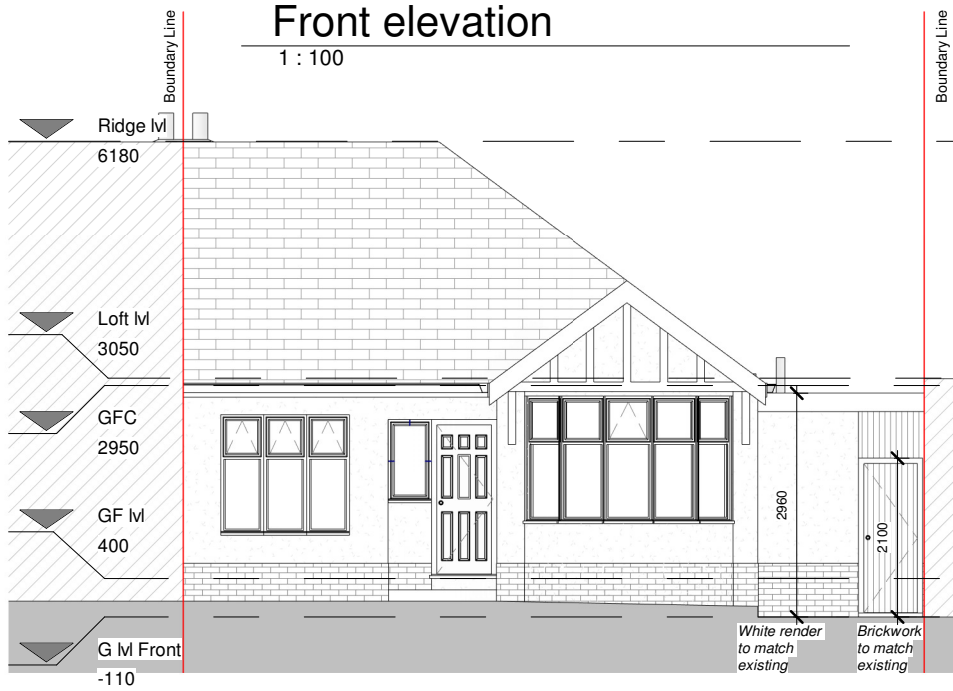 Front elevation
1 : 100
Boundary Line
Boundary Line
Ridge lvl
6180
Loft lvl
3050
GFC
2950
GF lvl
400
G lvl Front
-110
2960
2100
White render
to match
existing
Brickwork
to match
existing